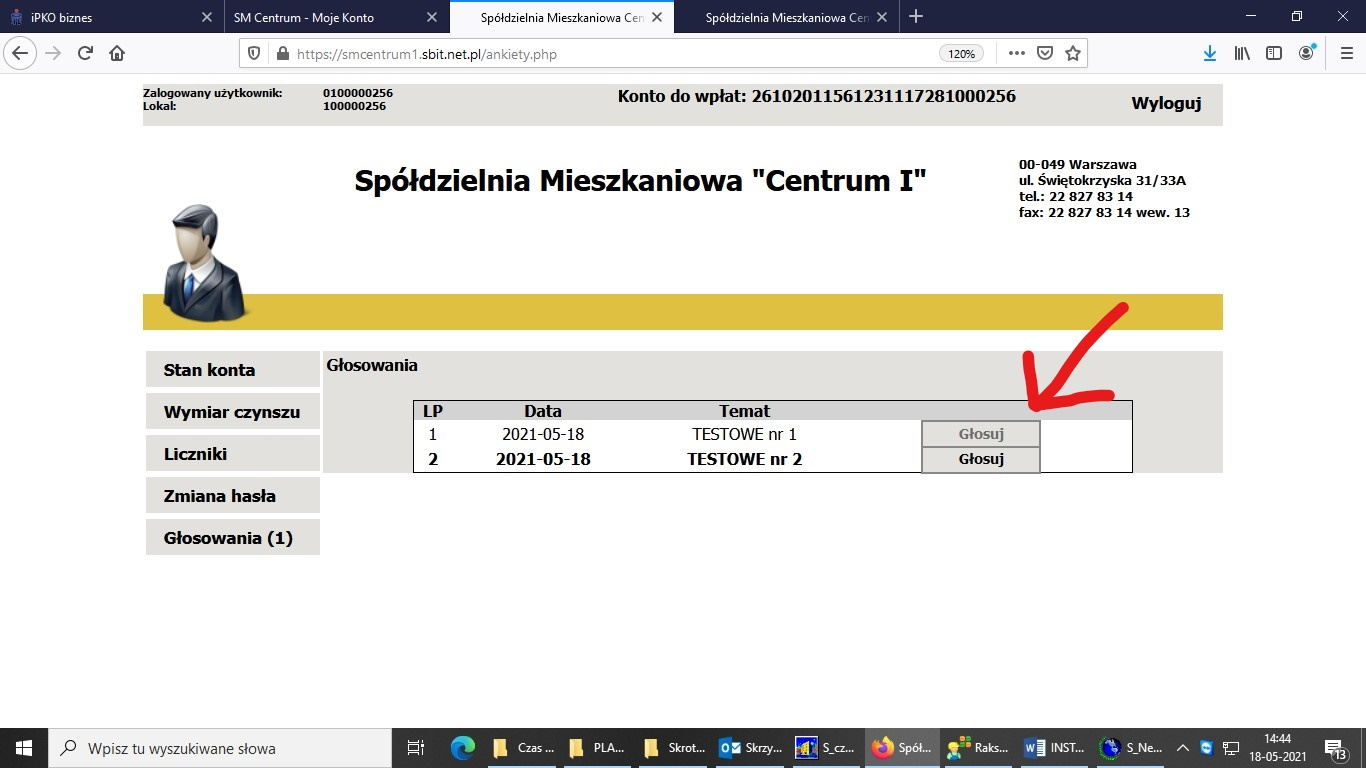 iPKO biznes
SM Centrum - Moje Konto
Spółdzielnia Mieszkaniowa Cen
Spółdzielnia Mieszkaniowa Cen
https://smcentrum1.sbit.net.pl/ankiety.php
120%
Zalogowany użytkownik: 0100000256
Lokal: 100000256
Konto do wpłat: 26102011561231117281000256
Wyloguj
Spółdzielnia Mieszkaniowa "Centrum I"
00-049 Warszawa
ul. Świętokrzyska 31/33A
tel.: 22 827 83 14
fax: 22 827 83 14 wew. 13
Stan konta
Wymiar czynszu
Liczniki
Zmiana hasła
Głosowania (1)
Głosowania
LP Data Temat
1 2021-05-18 TESTOWE nr 1 Głosuj
2 2021-05-18 TESTOWE nr 2 Głosuj
Wpisz tu wyszukiwane słowa
Czas ...
PLA...
Skrot...
Skrzy...
S_cz...
Spół...
Raks...
INST...
S_Ne...
14:44
18-05-2021
13